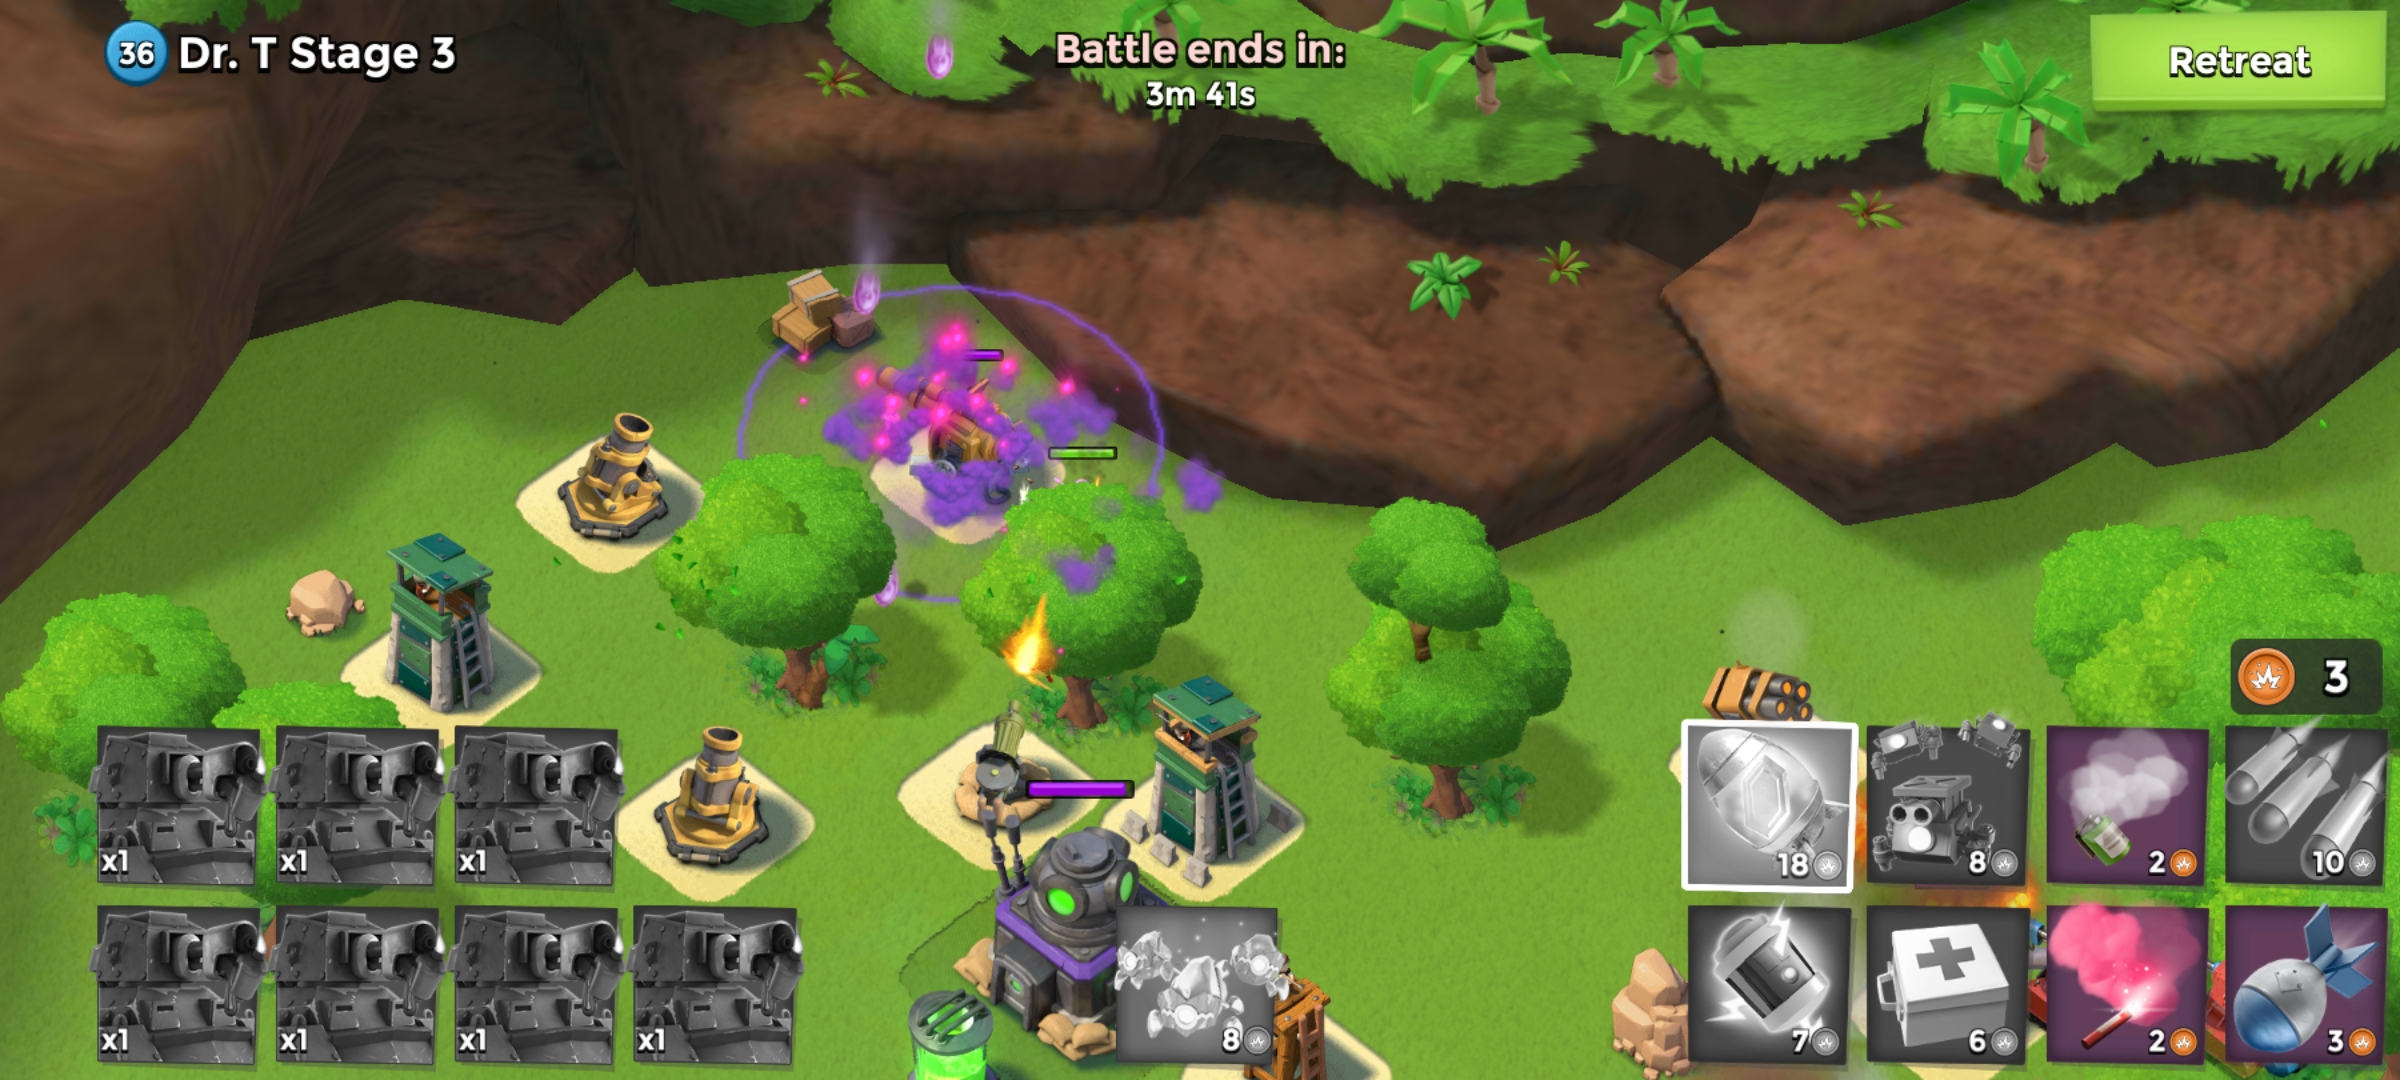 36 Dr. T Stage 3
Battle ends in:
3m 41s
Retreat
3
x1
x1
x1
18
8
2
10
x1
x1
x1
x1
8
7
6
2
3